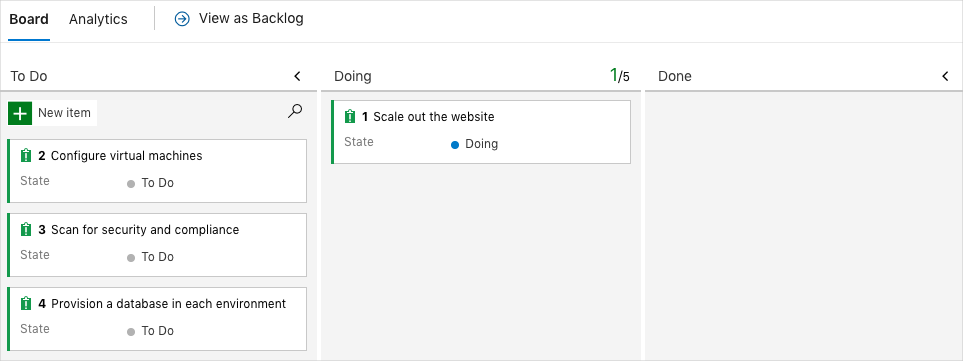 Board Analytics View as Backlog
To Do
New item
2 Configure virtual machines
State To Do
3 Scan for security and compliance
State To Do
4 Provision a database in each environment
State To Do
Doing 1/5
1 Scale out the website
State Doing
Done